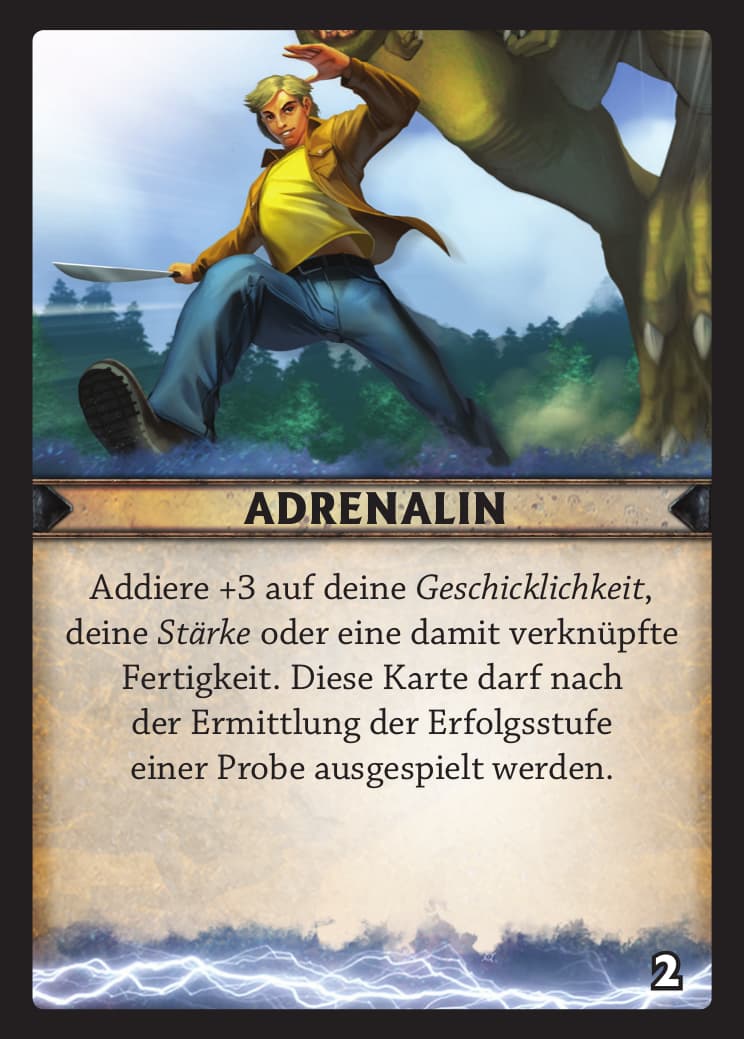 ADRENALIN
Addiere +3 auf deine Geschicklichkeit,
deine Stärke oder eine damit verknüpfte
Fertigkeit. Diese Karte darf nach
der Ermittlung der Erfolgsstufe
einer Probe ausgespielt werden.
2